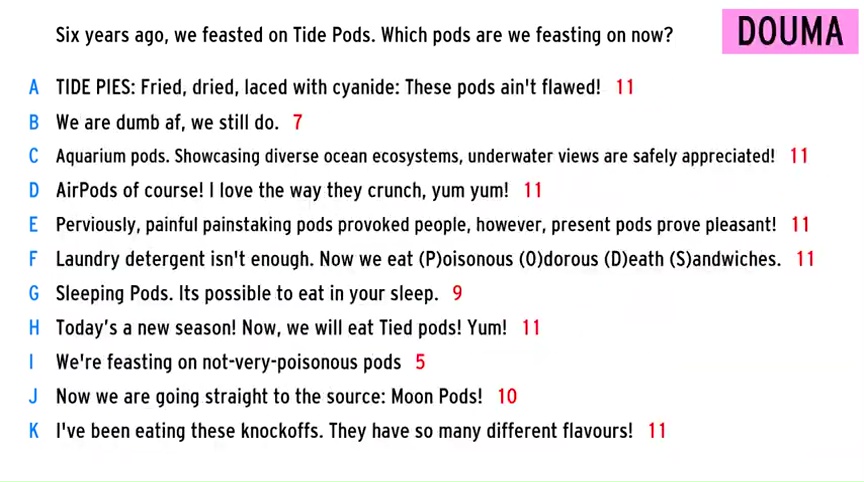 Six years ago, we feasted on Tide Pods. Which pods are we feasting on now?
DOUMA
A TIDE PIES: Fried, dried, laced with cyanide: These pods ain't flawed! 11
B We are dumb af, we still do. 7
C Aquarium pods. Showcasing diverse ocean ecosystems, underwater views are safely appreciated! 11
D AirPods of course! I love the way they crunch, yum yum! 11
E Perviously, painful painstaking pods provoked people, however, present pods prove pleasant! 11
F Laundry detergent isn't enough. Now we eat (P)oisonous (O)dorous (D)eath (S)andwiches. 11
G Sleeping Pods. Its possible to eat in your sleep. 9
H Today's a new season! Now, we will eat Tied pods! Yum! 11
I We're feasting on not-very-poisonous pods 5
J Now we are going straight to the source: Moon Pods! 10
K I've been eating these knockoffs. They have so many different flavours! 11